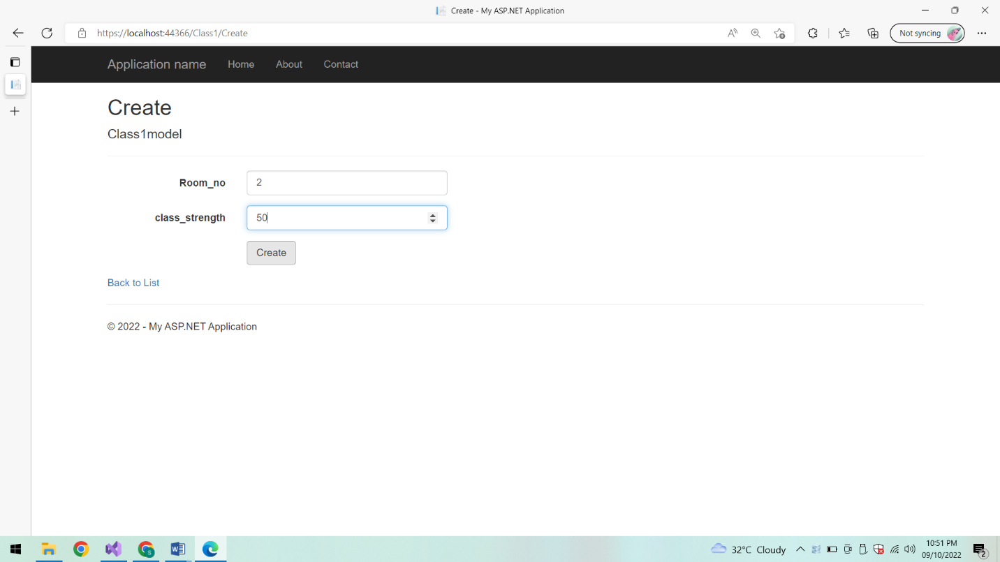 Create - My ASP.NET Application
https://localhost:44366/Class1/Create
Not syncing
Application name Home About Contact
Create
Class1model
Room_no 2
class_strength 50
Create
Back to List
© 2022 - My ASP.NET Application
32°C Cloudy
10:51 PM
09/10/2022
2